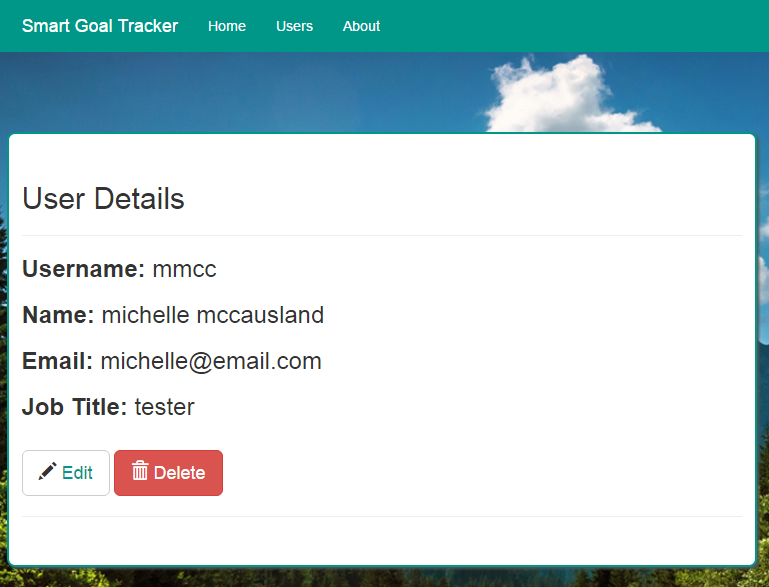 Smart Goal Tracker Home Users About
User Details
Username: mmcc
Name: michelle mccausland
Email: michelle@email.com
Job Title: tester
Edit Delete